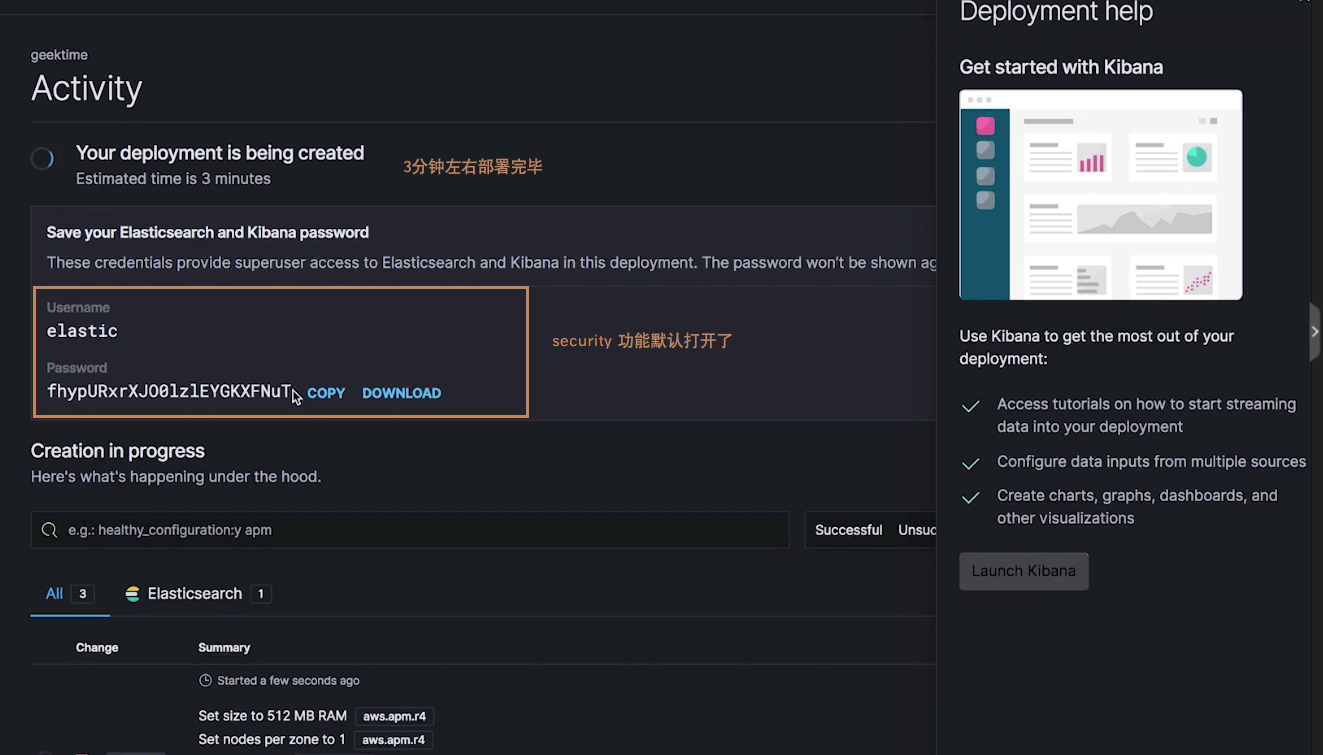 geektime
Activity
Your deployment is being created
Estimated time is 3 minutes
3分钟左右部署完毕
Save your Elasticsearch and Kibana password
These credentials provide superuser access to Elasticsearch and Kibana in this deployment. The password won't be shown ag
Username
elastic
Password
fhypURxrXJO0lzlEYGKXFNuT
COPY DOWNLOAD
security 功能默认打开了
Creation in progress
Here's what's happening under the hood.
e.g.: healthy_configuration:y apm
Successful Unsuc
All 3 Elasticsearch 1
Change Summary
Started a few seconds ago
Set size to 512 MB RAM aws.apm.r4
Set nodes per zone to 1 aws.apm.r4
Deployment help
Get started with Kibana
Use Kibana to get the most out of your
deployment:
Access tutorials on how to start streaming
data into your deployment
Configure data inputs from multiple sources
Create charts, graphs, dashboards, and
other visualizations
Launch Kibana